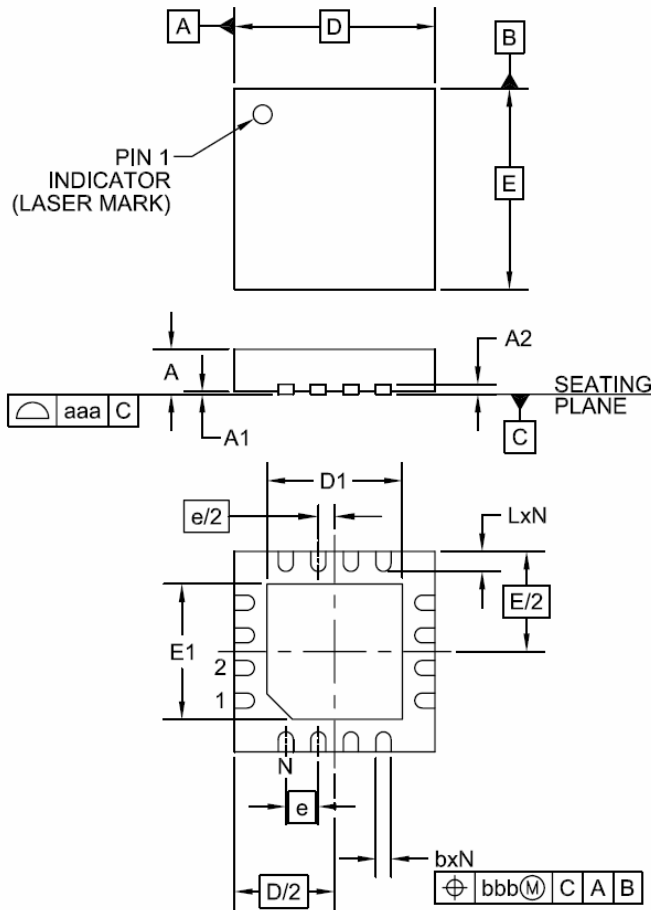 A
D
B
PIN 1
INDICATOR
(LASER MARK)
E
A2
A
SEATING
PLANE
aaa C
A1
C
D1
e/2
LxN
E/2
E1
2
1
N
e
bxN
D/2
⌖ bbbⓂ C A B